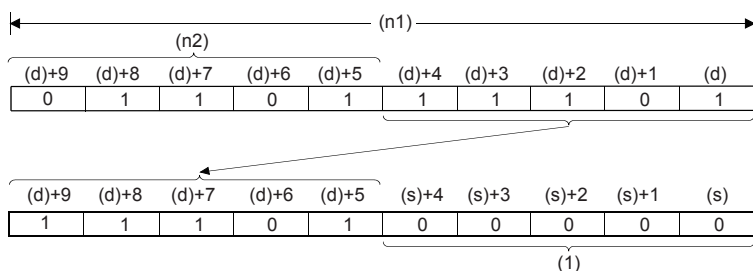 (n1)
(n2)
(d)+9 (d)+8 (d)+7 (d)+6 (d)+5 (d)+4 (d)+3 (d)+2 (d)+1 (d)
0 1 1 0 1 1 1 1 0 1
(d)+9 (d)+8 (d)+7 (d)+6 (d)+5 (s)+4 (s)+3 (s)+2 (s)+1 (s)
1 1 1 0 1 0 0 0 0 0
(1)